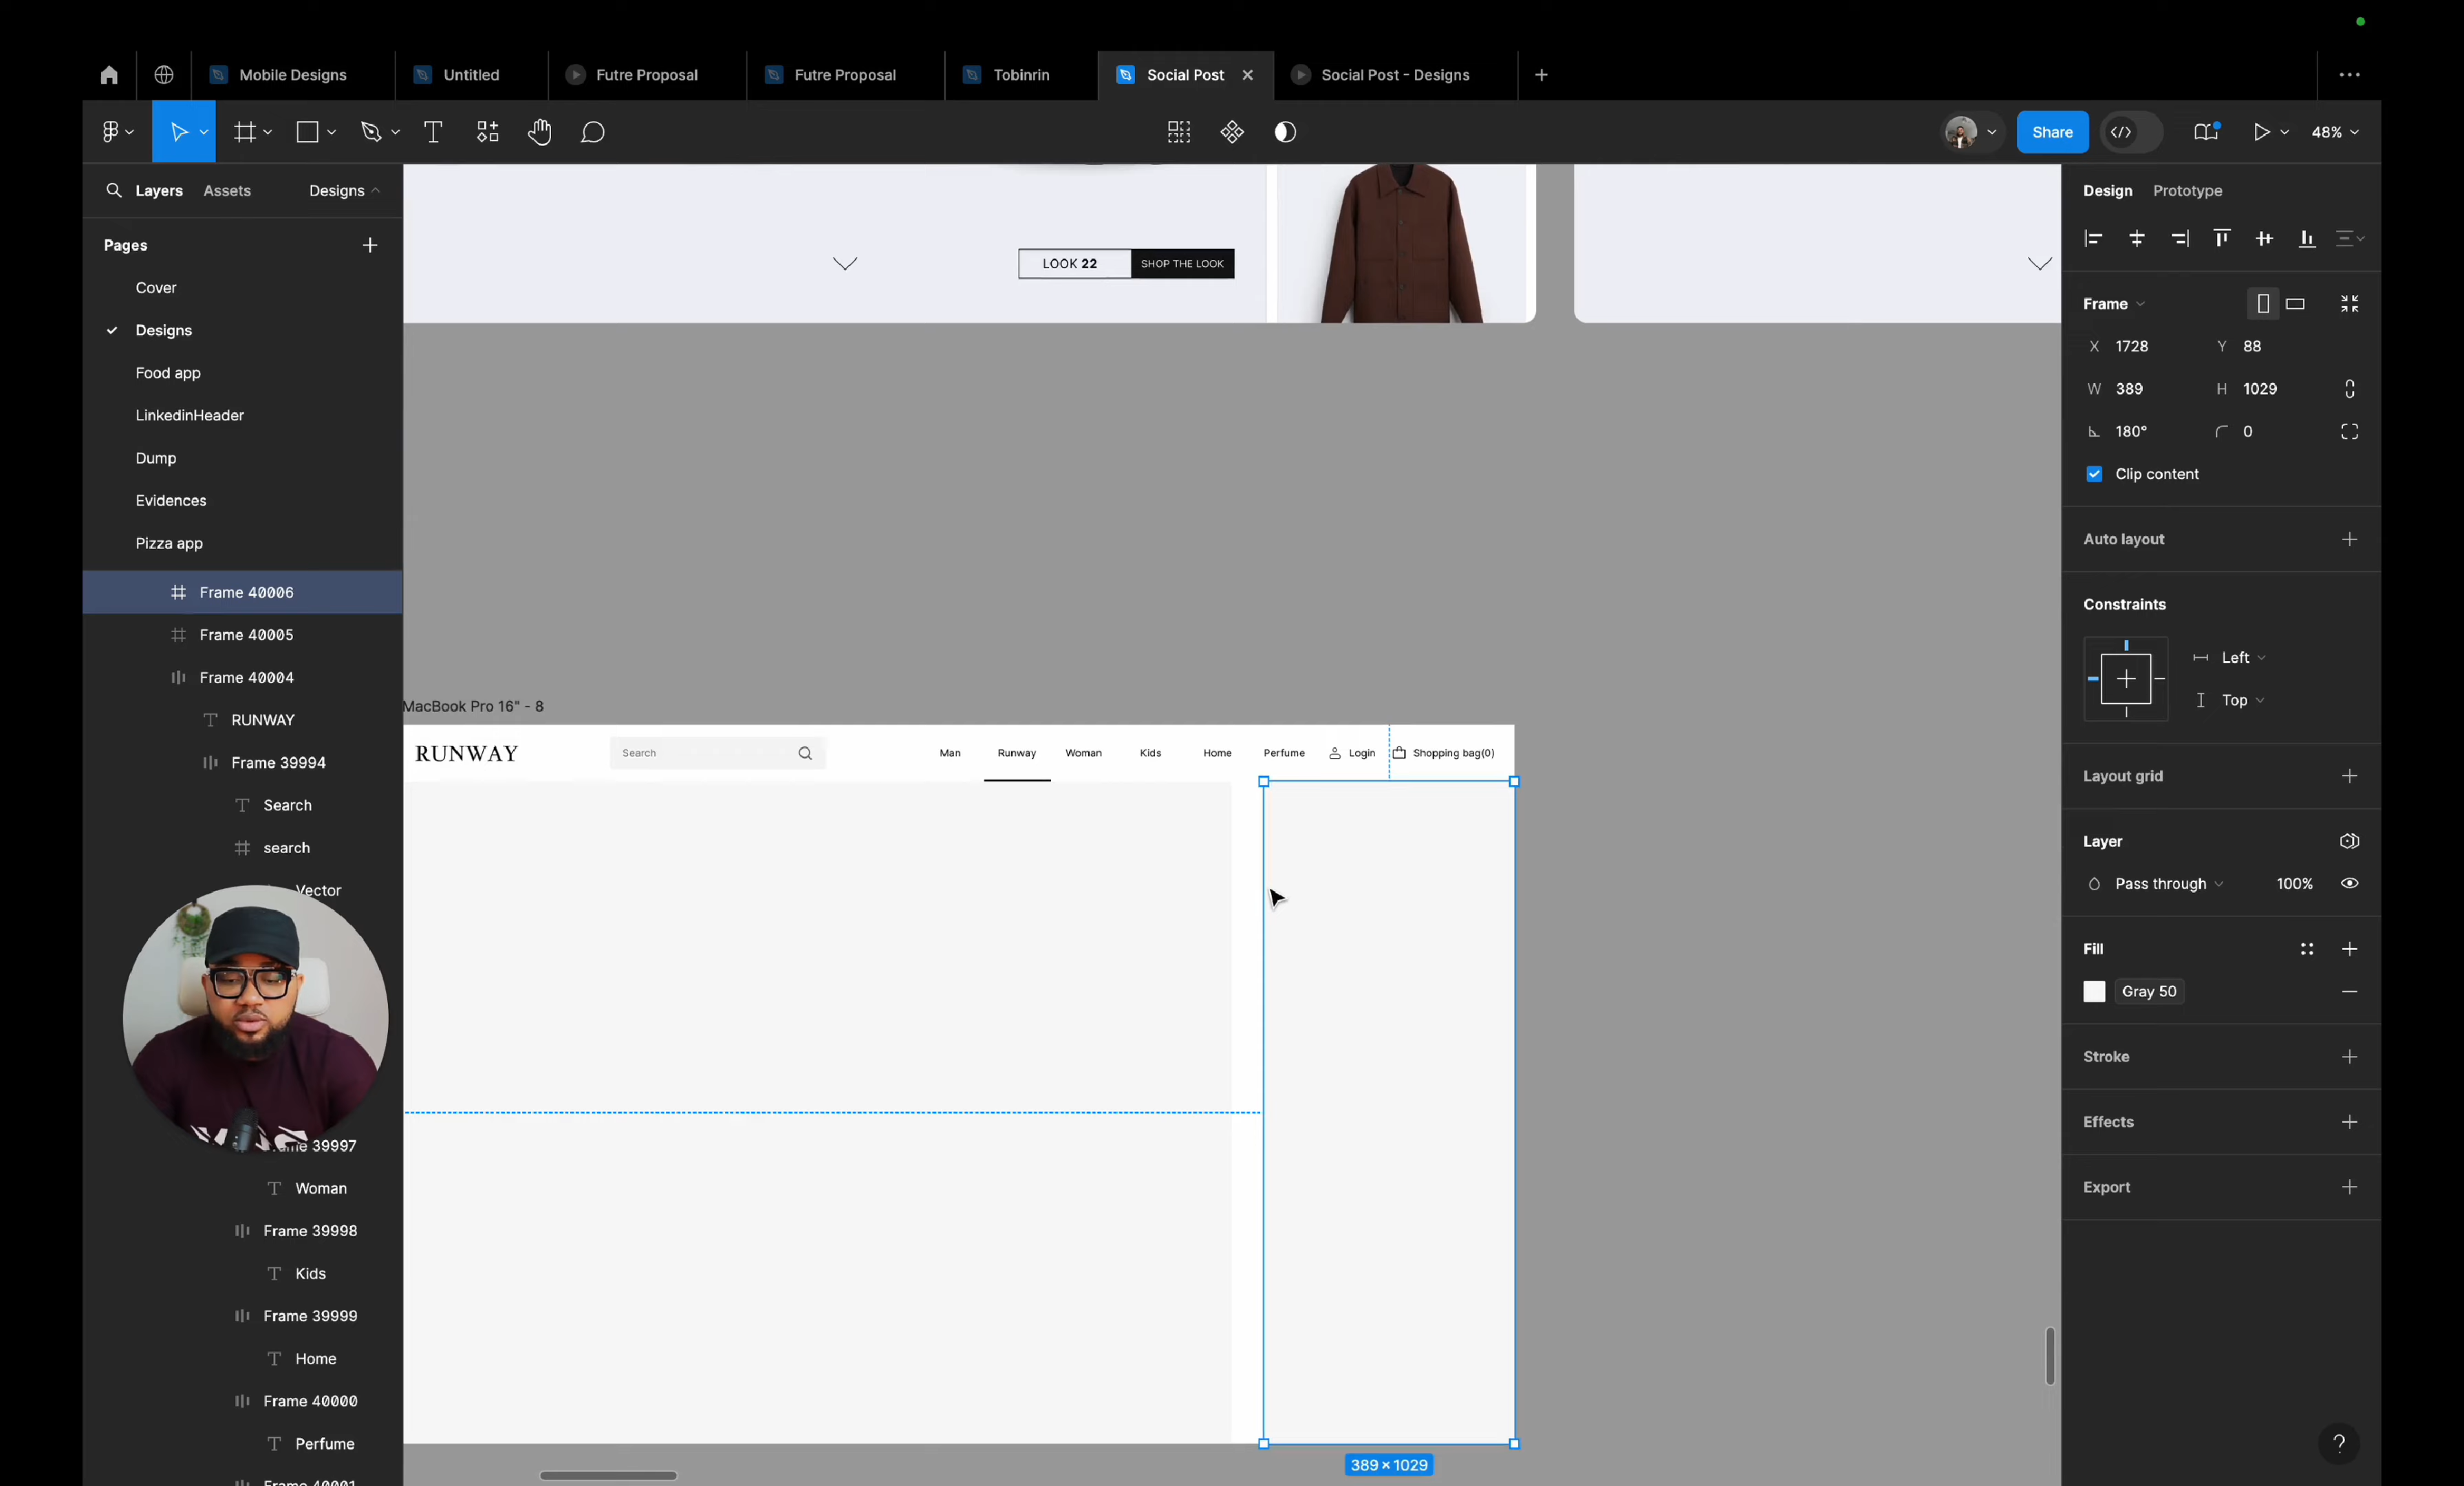 Mobile Designs
Untitled
Futre Proposal
Futre Proposal
Tobinrin
Social Post
Social Post - Designs
Share
48%
Layers
Assets
Designs
Pages
Cover
Designs
Food app
LinkedinHeader
Dump
Evidences
Pizza app
Frame 40006
Frame 40005
Frame 40004
RUNWAY
Frame 39994
Search
search
Vector
39997
Woman
Frame 39998
Kids
Frame 39999
Home
Frame 40000
Perfume
Frame 40001
LOOK 22
SHOP THE LOOK
MacBook Pro 16" - 8
RUNWAY
Search
Man
Runway
Woman
Kids
Home
Perfume
Login
Shopping bag(0)
389 × 1029
Design
Prototype
Frame
X 1728
Y 88
W 389
H 1029
180°
0
Clip content
Auto layout
Constraints
Left
Top
Layout grid
Layer
Pass through
100%
Fill
Gray 50
Stroke
Effects
Export
?